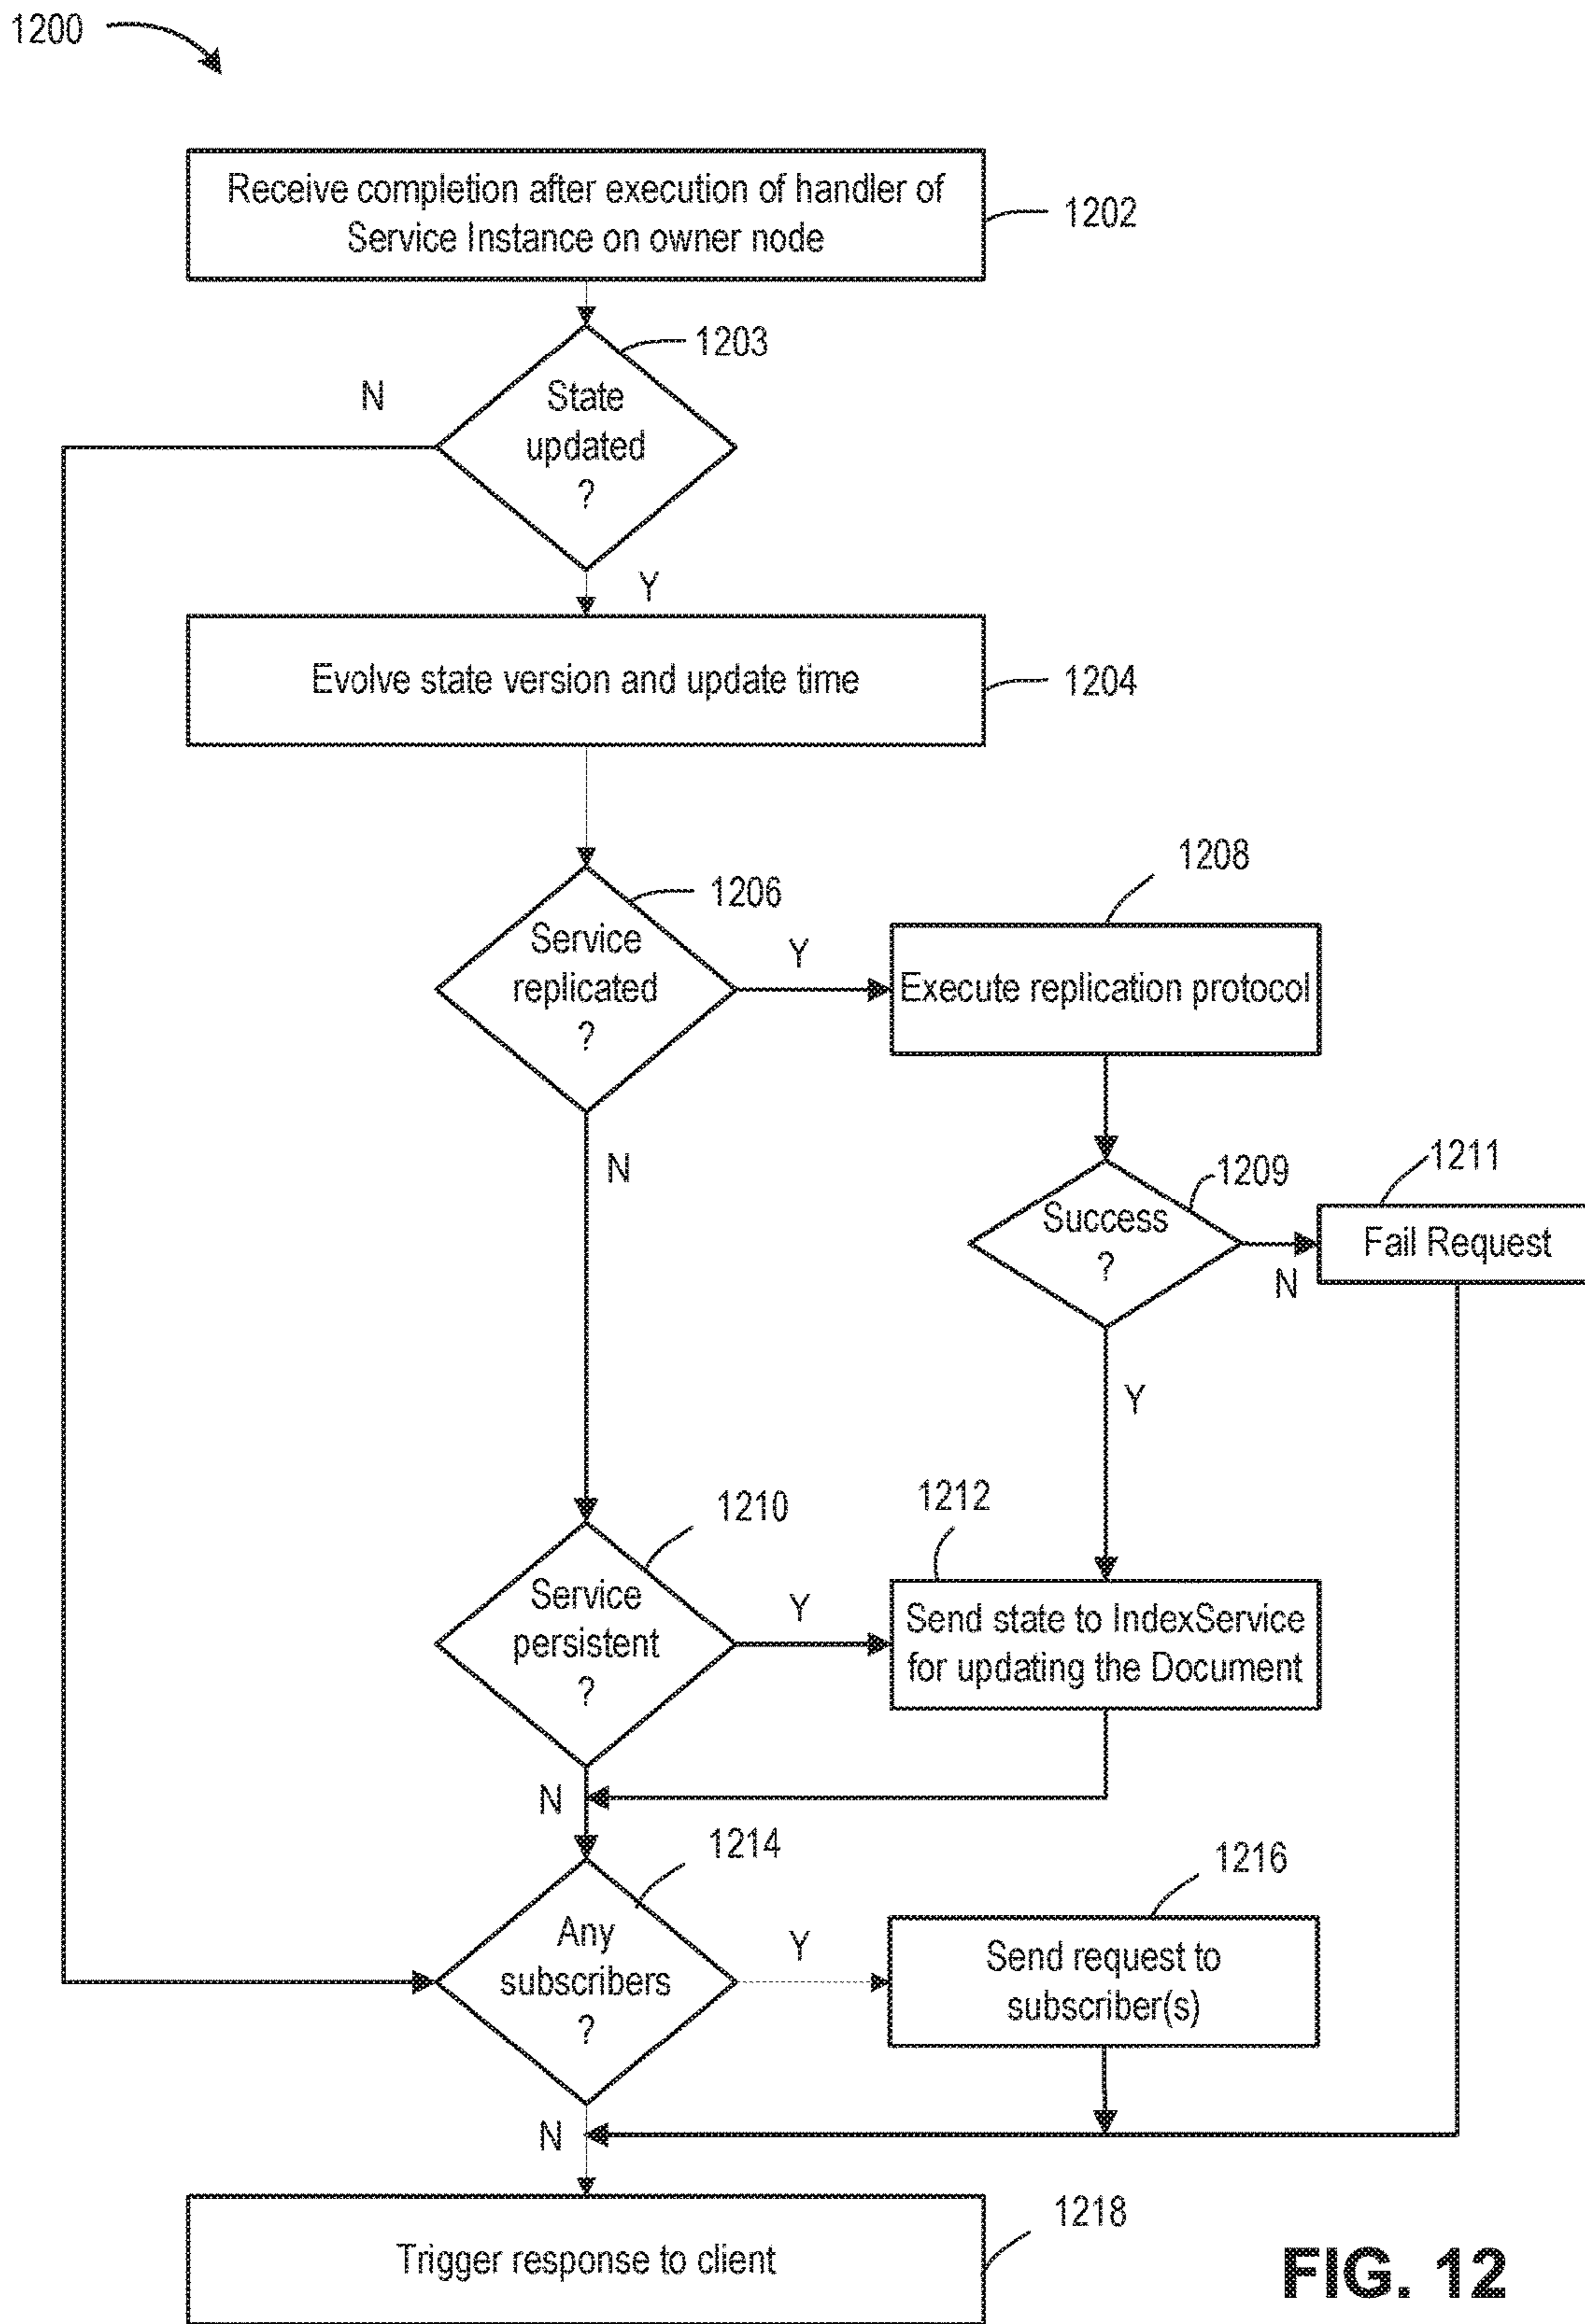 1200
Receive completion after execution of handler of
Service Instance on owner node
1202
1203
N
State
updated
?
Y
Evolve state version and update time
1204
1206
1208
Service
replicated
?
Y
Execute replication protocol
N
1209
1211
Success
?
Fail Request
N
Y
1210
1212
Service
persistent
?
Y
Send state to IndexService
for updating the Document
N
1214
1216
Any
subscribers
?
Y
Send request to
subscriber(s)
N
1218
Trigger response to client
FIG. 12